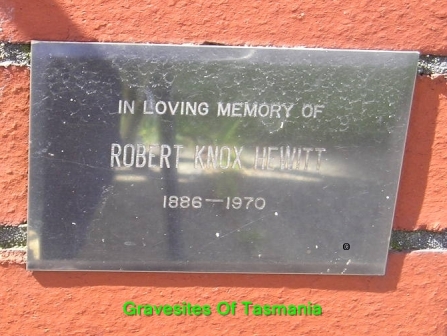 IN LOVING MEMORY OF
ROBERT KNOX HEWITT
1886—1970
®
Gravesites Of Tasmania